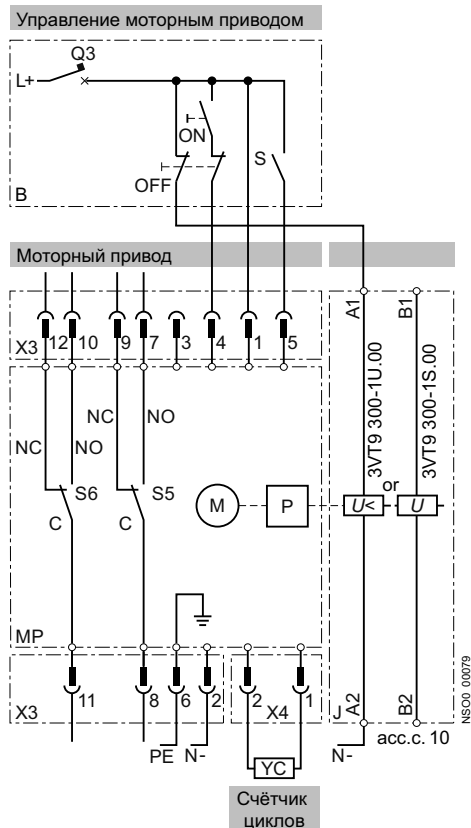 Управление моторным приводом
Q3
L+
ON
OFF
S
B
Моторный привод
X3
12
10
9
7
3
4
1
5
A1
B1
3VT9 300-1U.00
3VT9 300-1S.00
NC
NO
NC
NO
S6
S5
C
C
M
P
or
U<
U
MP
X3
11
8
6
2
2
1
X4
J
A2
B2
NSO0_00079
PE
N-
YC
N-
acc.c. 10
Счётчик
циклов